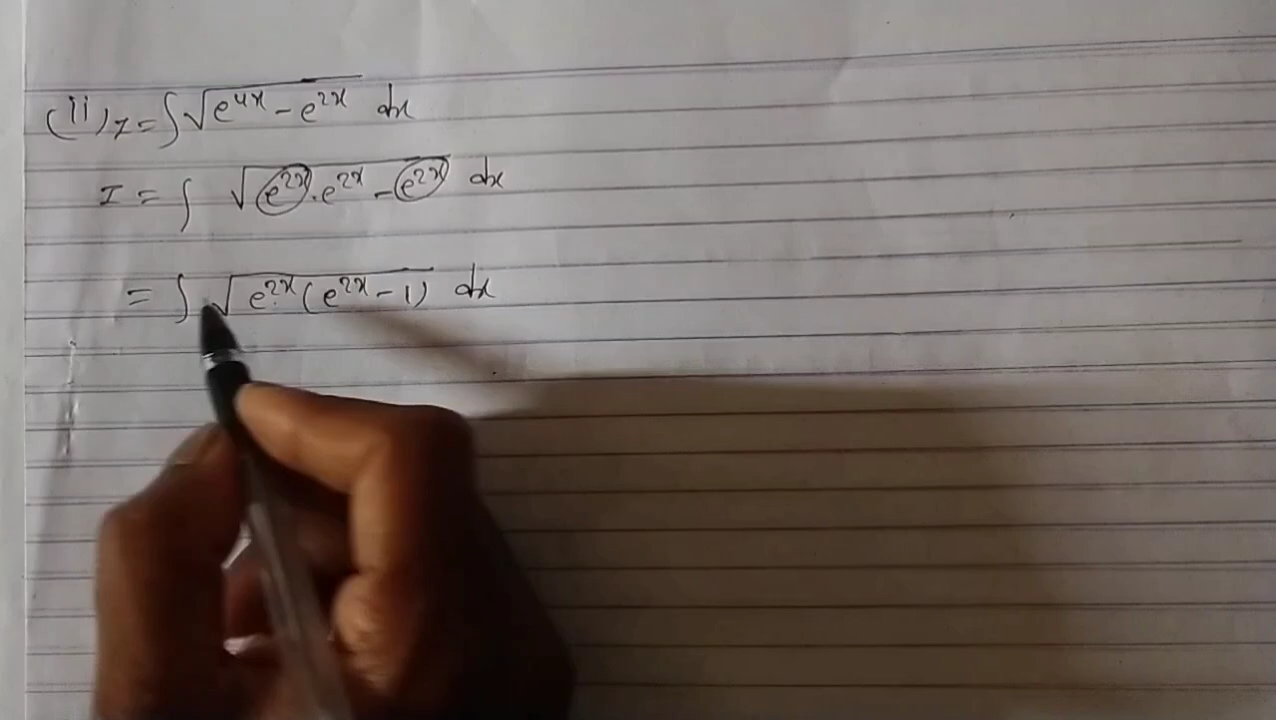 (ii) I = ∫ √(e^{4x} - e^{2x}) dx
I = ∫ √(e^{2x} · e^{2x} - e^{2x}) dx
= ∫ √(e^{2x} (e^{2x} - 1)) dx